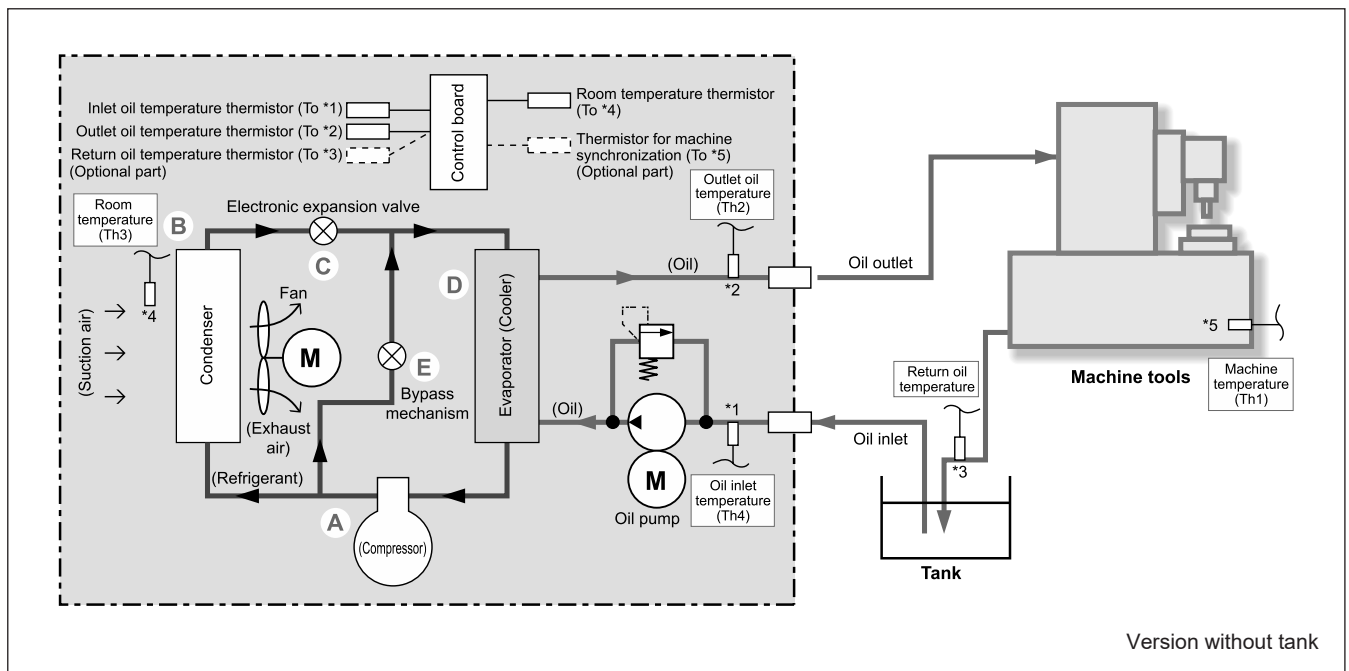 Inlet oil temperature thermistor (To *1)
Outlet oil temperature thermistor (To *2)
Return oil temperature thermistor (To *3)
(Optional part)
Control board
Room temperature thermistor
(To *4)
Thermistor for machine
synchronization (To *5)
(Optional part)
Room
temperature
(Th3)
B
Electronic expansion valve
C
Outlet oil
temperature
(Th2)
D
(Oil)
*2
Oil outlet
*4
(Suction air)
Condenser
Fan
M
(Exhaust
air)
E
Bypass
mechanism
Evaporator (Cooler)
(Oil)
*1
Oil inlet
M
Oil pump
Oil inlet
temperature
(Th4)
(Refrigerant)
A
(Compressor)
*5
Machine tools
Machine
temperature
(Th1)
Return oil
temperature
*3
Tank
Version without tank